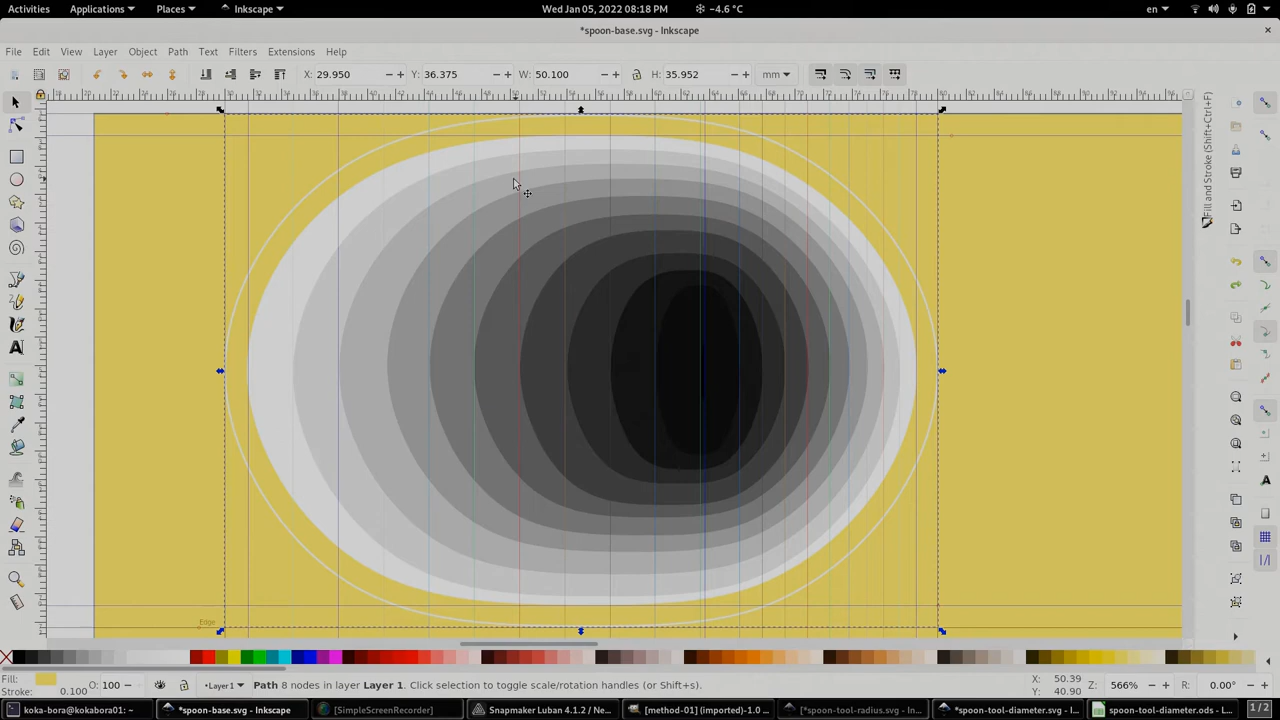 Activities Applications Places Inkscape Wed Jan 05, 2022 08:18 PM −4.6 °C en
*spoon-base.svg - Inkscape
File Edit View Layer Object Path Text Filters Extensions Help
X: 29.950 Y: 36.375 W: 50.100 H: 35.952 mm
Fill and Stroke (Shift+Ctrl+F)
Edge
Fill: O: 100 Layer 1 Path 8 nodes in layer Layer 1. Click selection to toggle scale/rotation handles (or Shift+s). X: 50.39 Z: 566% R: 0.00°
Stroke: 0.100 Y: 40.90
koka-bora@kokabora01: ~ *spoon-base.svg - Inkscape [SimpleScreenRecorder] Snapmaker Luban 4.1.2 / Ne... [method-01] (imported)-1.0 ... [*spoon-tool-radius.svg - In... *spoon-tool-diameter.svg - I... spoon-tool-diameter.ods - L... 1/2